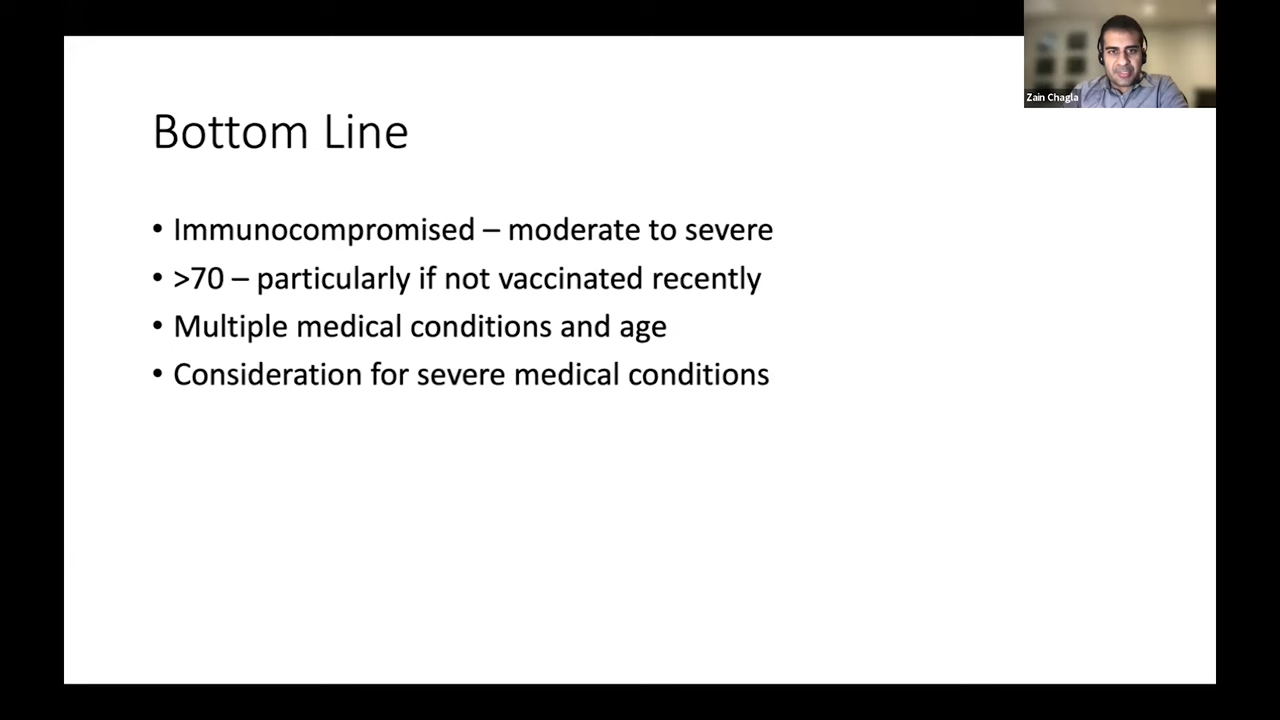 Zain Chagla
Bottom Line
• Immunocompromised – moderate to severe
• >70 – particularly if not vaccinated recently
• Multiple medical conditions and age
• Consideration for severe medical conditions